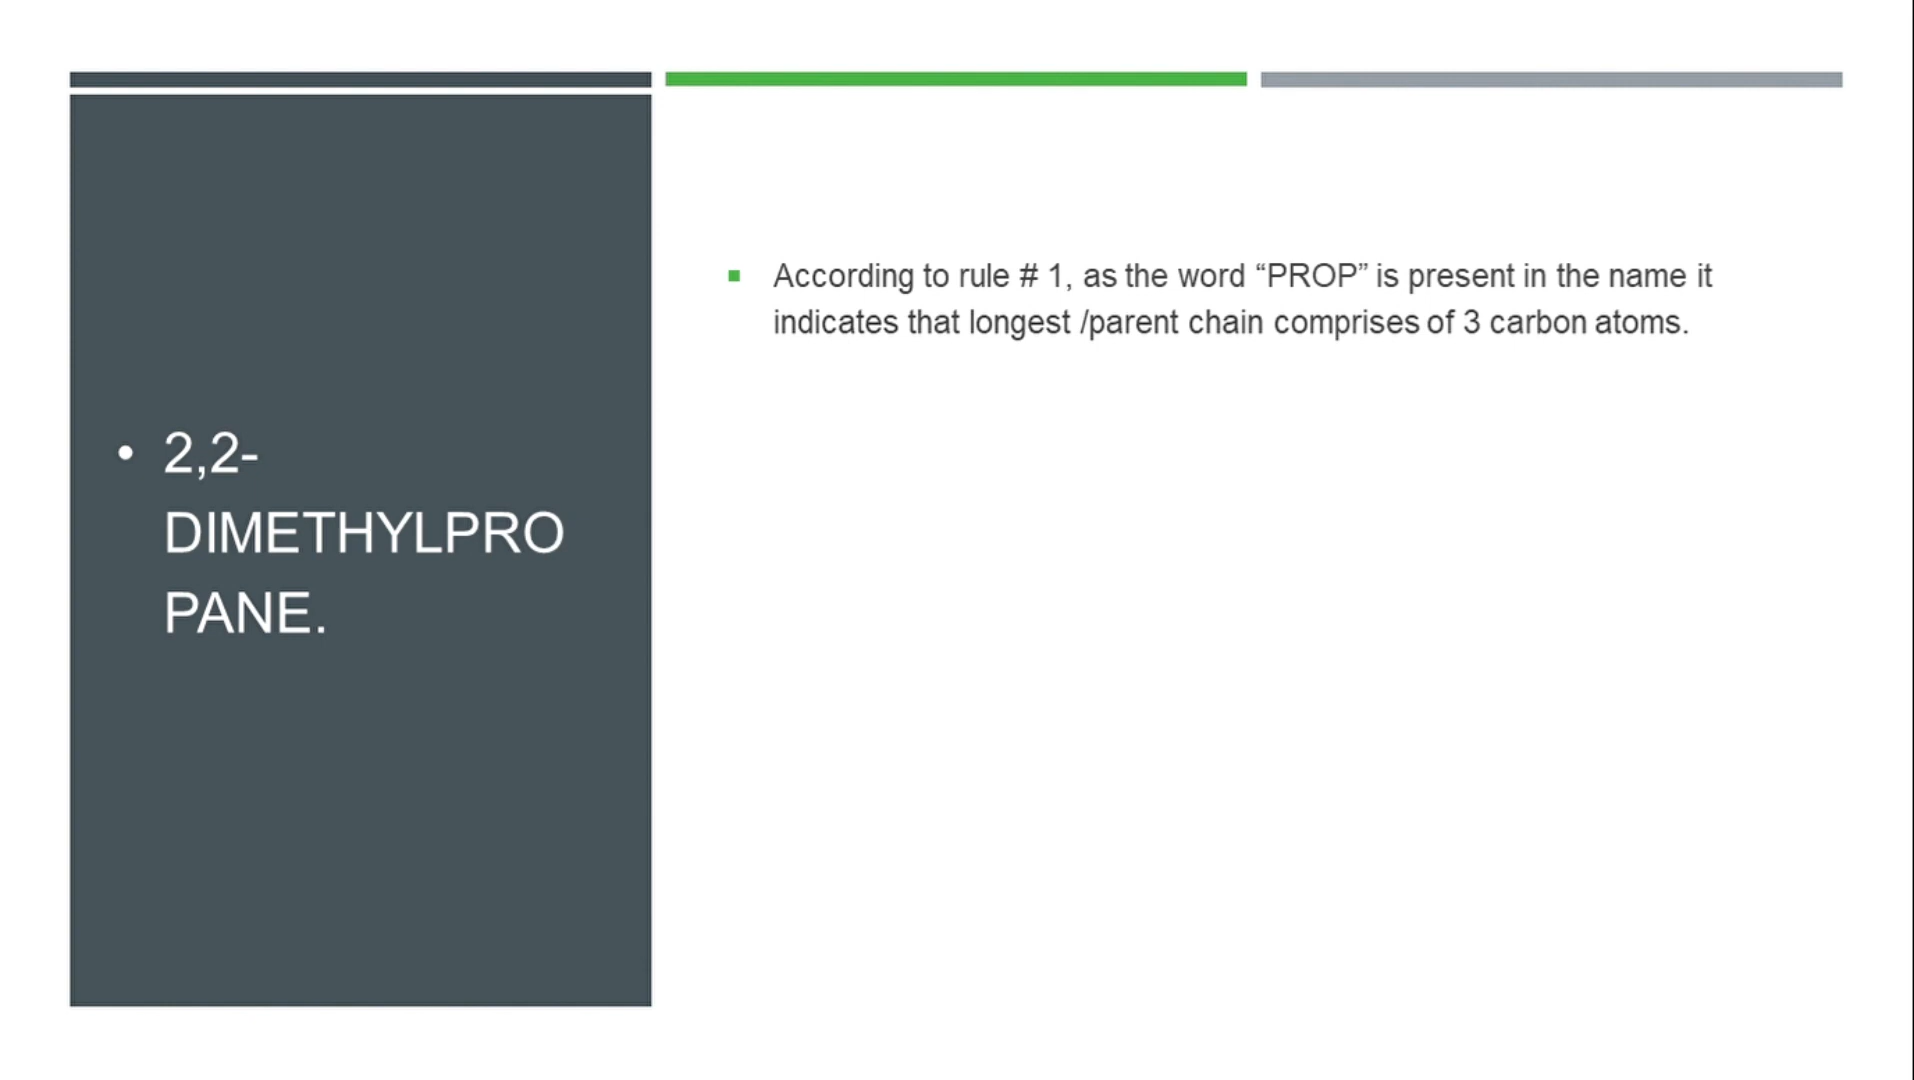 • 2,2-
DIMETHYLPRO
PANE.
According to rule # 1, as the word “PROP” is present in the name it
indicates that longest /parent chain comprises of 3 carbon atoms.